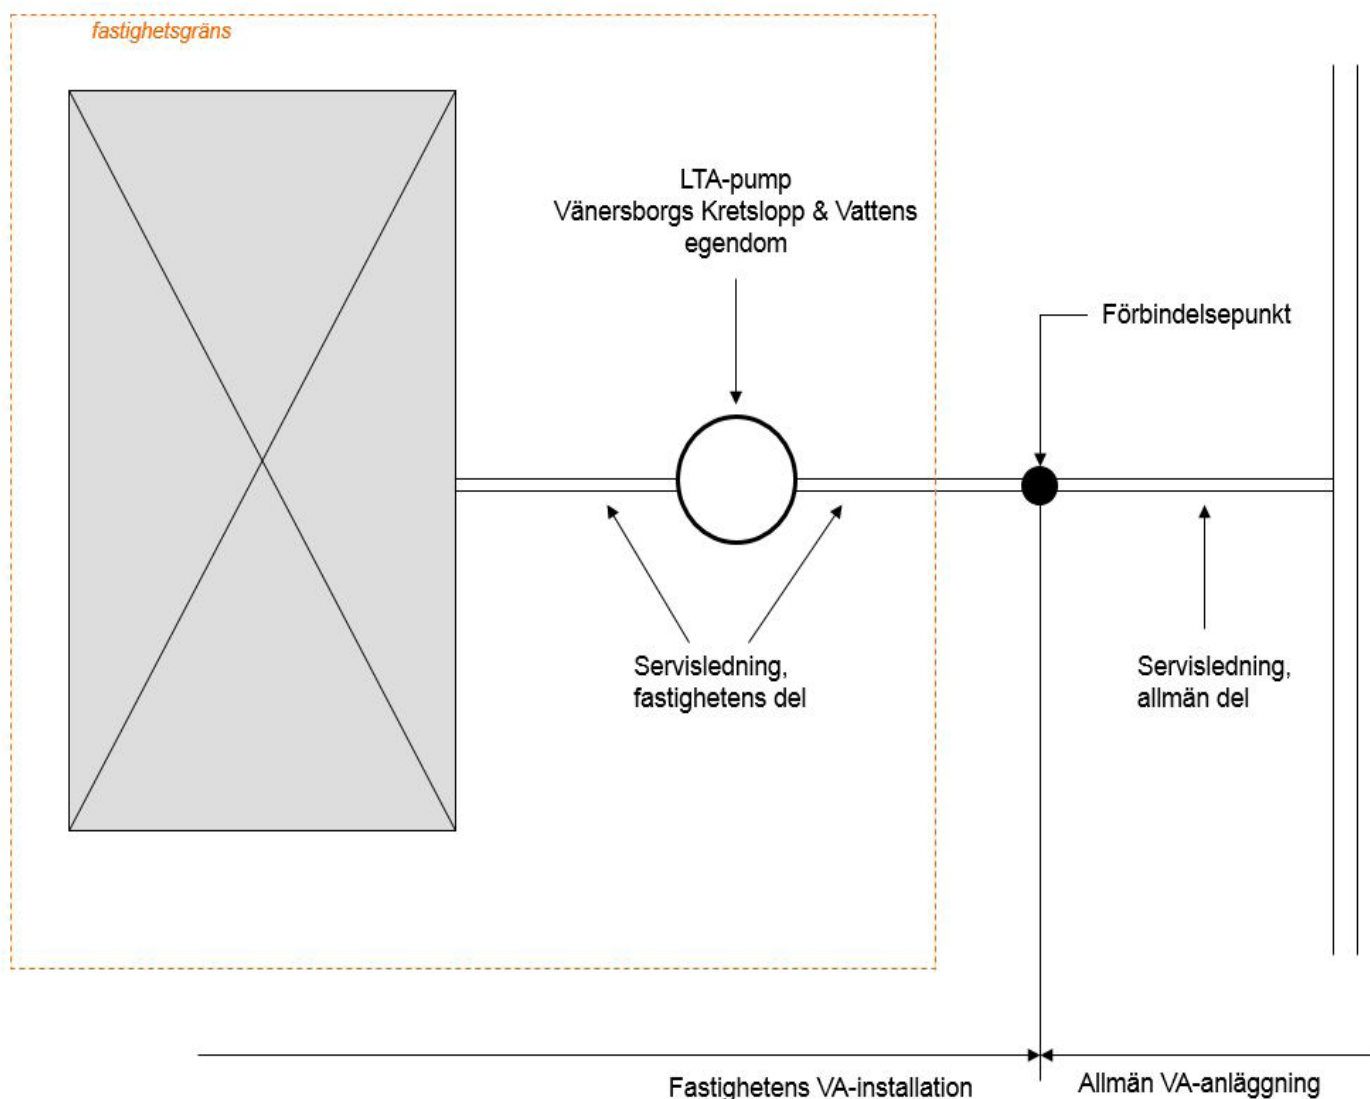 fastighetsgräns
LTA-pump
Vänersborgs Kretslopp & Vattens
egendom
Förbindelsepunkt
Servisledning,
fastighetens del
Servisledning,
allmän del
Fastighetens VA-installation
Allmän VA-anläggning